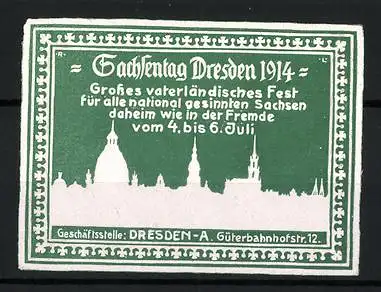 = Sachsentag Dresden 1914 =
Großes vaterländisches Fest
für alle national gesinnten Sachsen
daheim wie in der Fremde
vom 4. bis 6. Juli
Geschäftsstelle: DRESDEN-A. Güterbahnhofstr. 12.